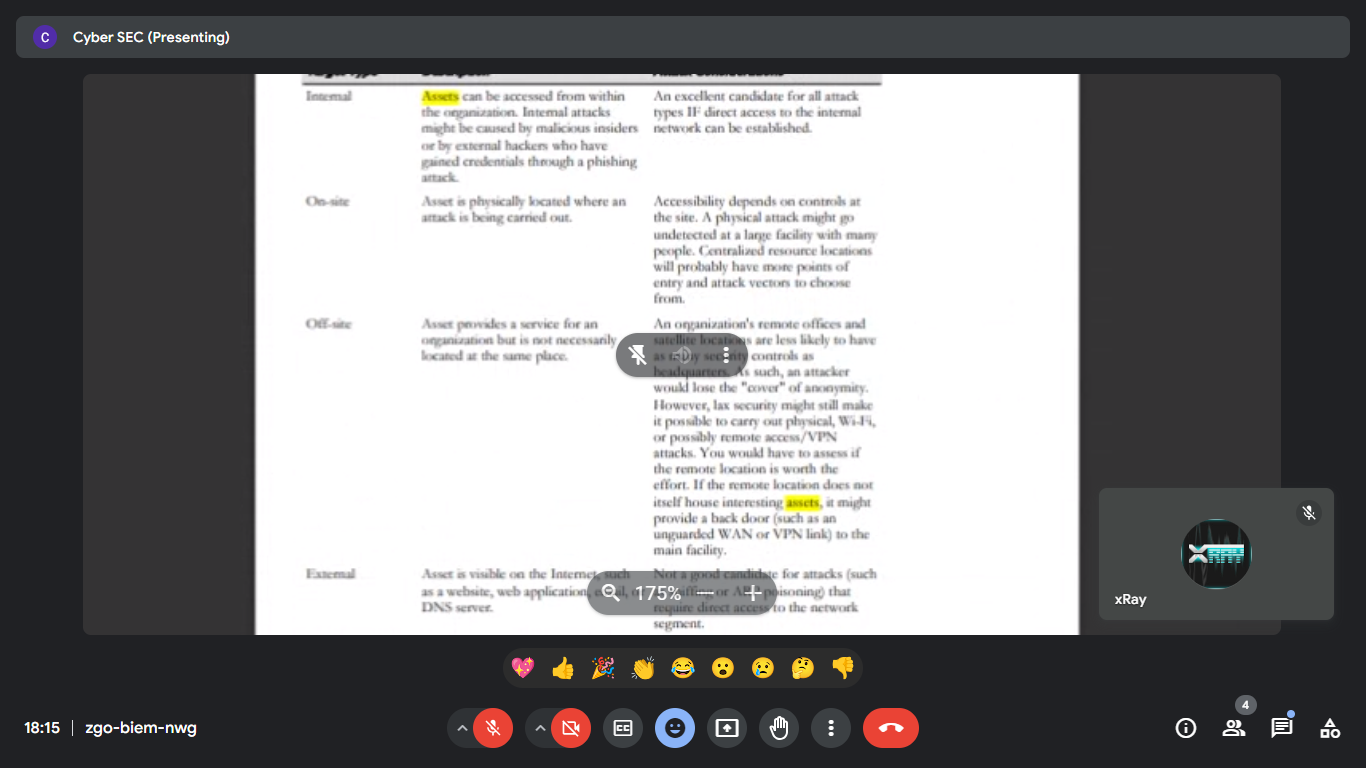 C Cyber SEC (Presenting)
Target Type Description Attack Considerations
Internal
Assets can be accessed from within
the organization. Internal attacks
might be caused by malicious insiders
or by external hackers who have
gained credentials through a phishing
attack.
An excellent candidate for all attack
types IF direct access to the internal
network can be established.
On-site
Asset is physically located where an
attack is being carried out.
Accessibility depends on controls at
the site. A physical attack might go
undetected at a large facility with many
people. Centralized resource locations
will probably have more points of
entry and attack vectors to choose
from.
Off-site
Asset provides a service for an
organization but is not necessarily
located at the same place.
An organization's remote offices and
satellite locations are less likely to have
as many security controls as
headquarters. As such, an attacker
would lose the "cover" of anonymity.
However, lax security might still make
it possible to carry out physical, Wi-Fi,
or possibly remote access/VPN
attacks. You would have to assess if
the remote location is worth the
effort. If the remote location does not
itself house interesting assets, it might
provide a back door (such as an
unguarded WAN or VPN link) to the
main facility.
External
Asset is visible on the Internet, such
as a website, web application, email, or
DNS server.
Not a good candidate for attacks (such
as sniffing or ARP poisoning) that
require direct access to the network
segment.
175%
XRAY
xRay
18:15 | zgo-biem-nwg
CC
4